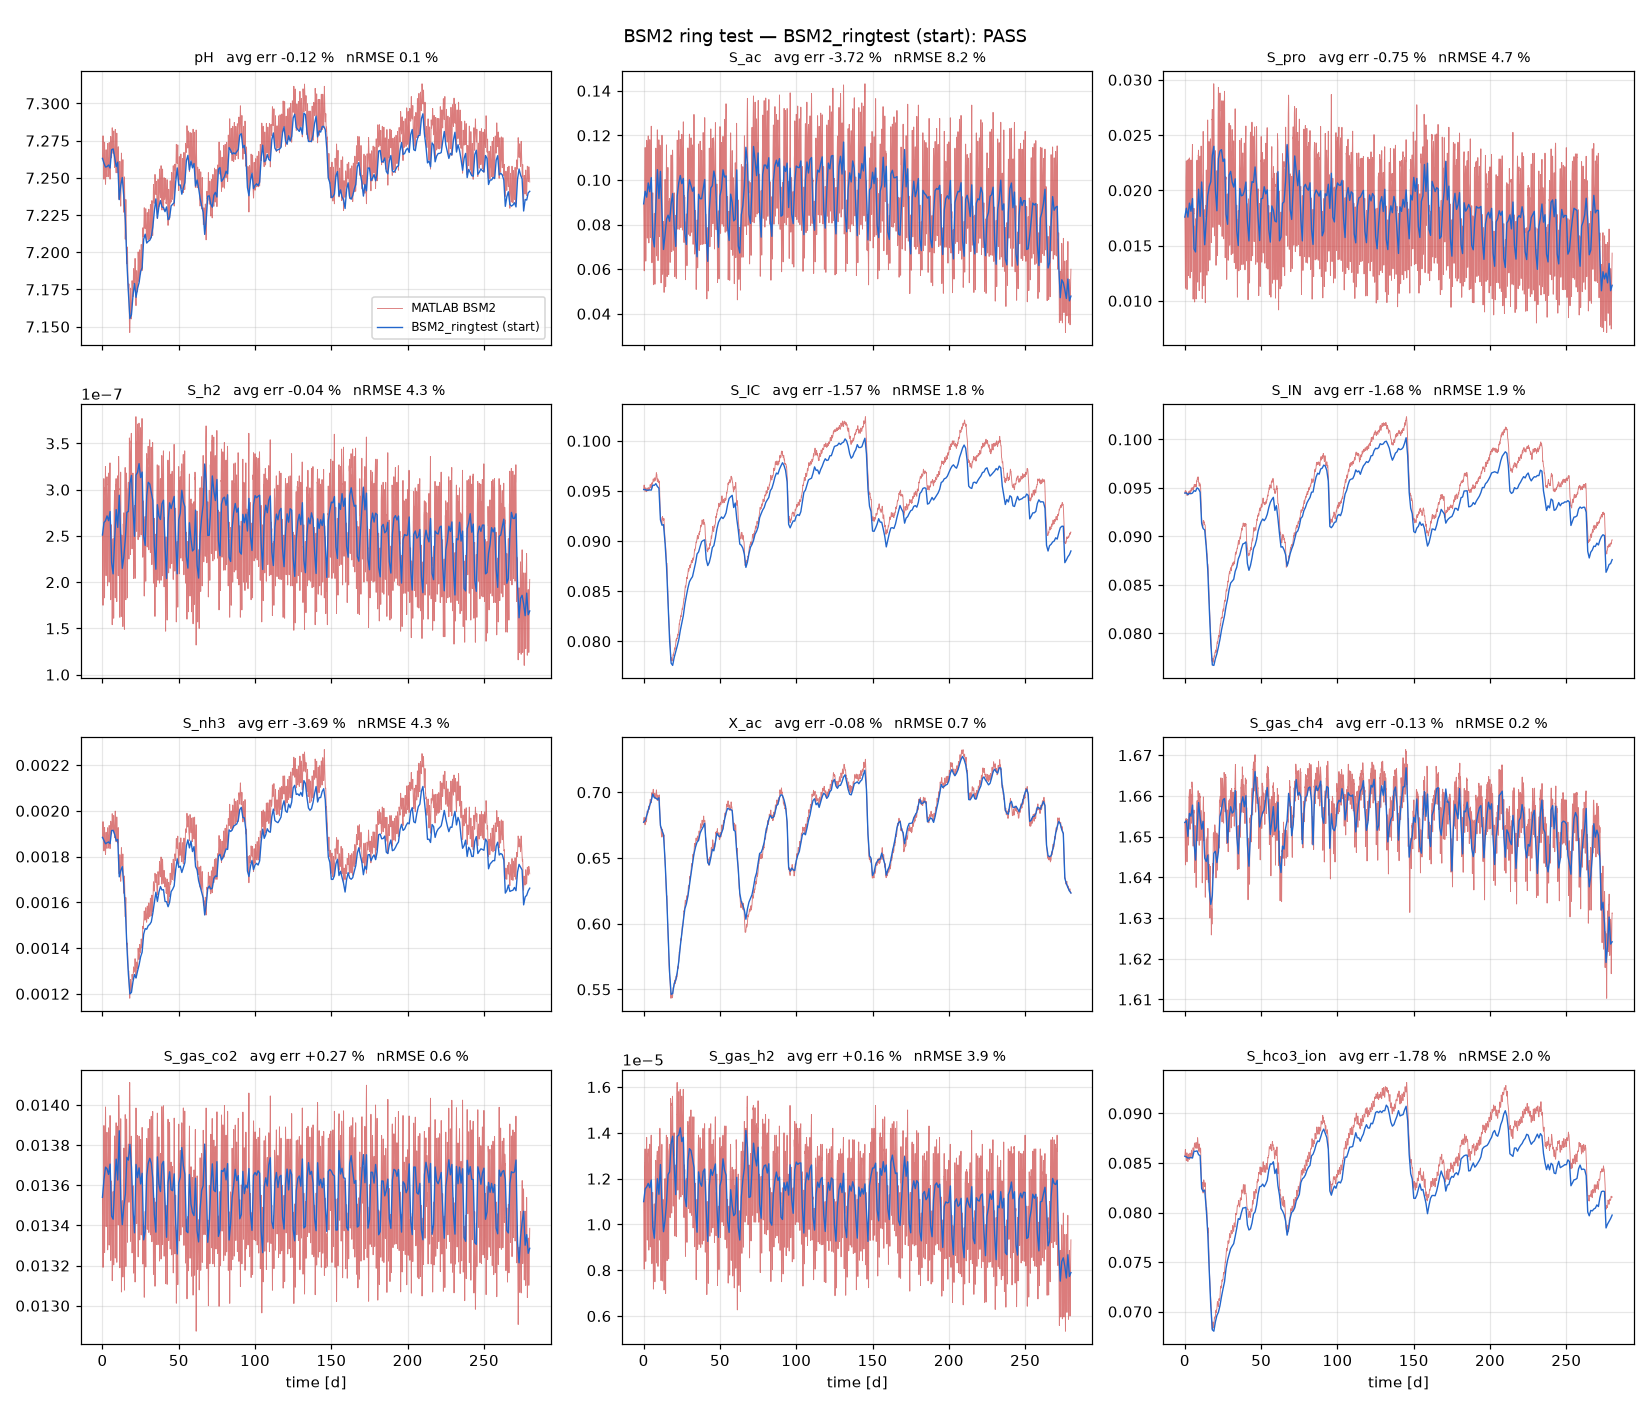 BSM2 ring test — BSM2_ringtest (start): PASS
pH avg err -0.12 % nRMSE 0.1 %
7.300
7.275
7.250
7.225
7.200
7.175
7.150
MATLAB BSM2
BSM2_ringtest (start)
S_ac avg err -3.72 % nRMSE 8.2 %
0.14
0.12
0.10
0.08
0.06
0.04
S_pro avg err -0.75 % nRMSE 4.7 %
0.030
0.025
0.020
0.015
0.010
S_h2 avg err -0.04 % nRMSE 4.3 %
1e−7
3.5
3.0
2.5
2.0
1.5
1.0
S_IC avg err -1.57 % nRMSE 1.8 %
0.100
0.095
0.090
0.085
0.080
S_IN avg err -1.68 % nRMSE 1.9 %
0.100
0.095
0.090
0.085
0.080
S_nh3 avg err -3.69 % nRMSE 4.3 %
0.0022
0.0020
0.0018
0.0016
0.0014
0.0012
X_ac avg err -0.08 % nRMSE 0.7 %
0.70
0.65
0.60
0.55
S_gas_ch4 avg err -0.13 % nRMSE 0.2 %
1.67
1.66
1.65
1.64
1.63
1.62
1.61
S_gas_co2 avg err +0.27 % nRMSE 0.6 %
0.0140
0.0138
0.0136
0.0134
0.0132
0.0130
0 50 100 150 200 250
time [d]
S_gas_h2 avg err +0.16 % nRMSE 3.9 %
1e−5
1.6
1.4
1.2
1.0
0.8
0.6
0 50 100 150 200 250
time [d]
S_hco3_ion avg err -1.78 % nRMSE 2.0 %
0.090
0.085
0.080
0.075
0.070
0 50 100 150 200 250
time [d]